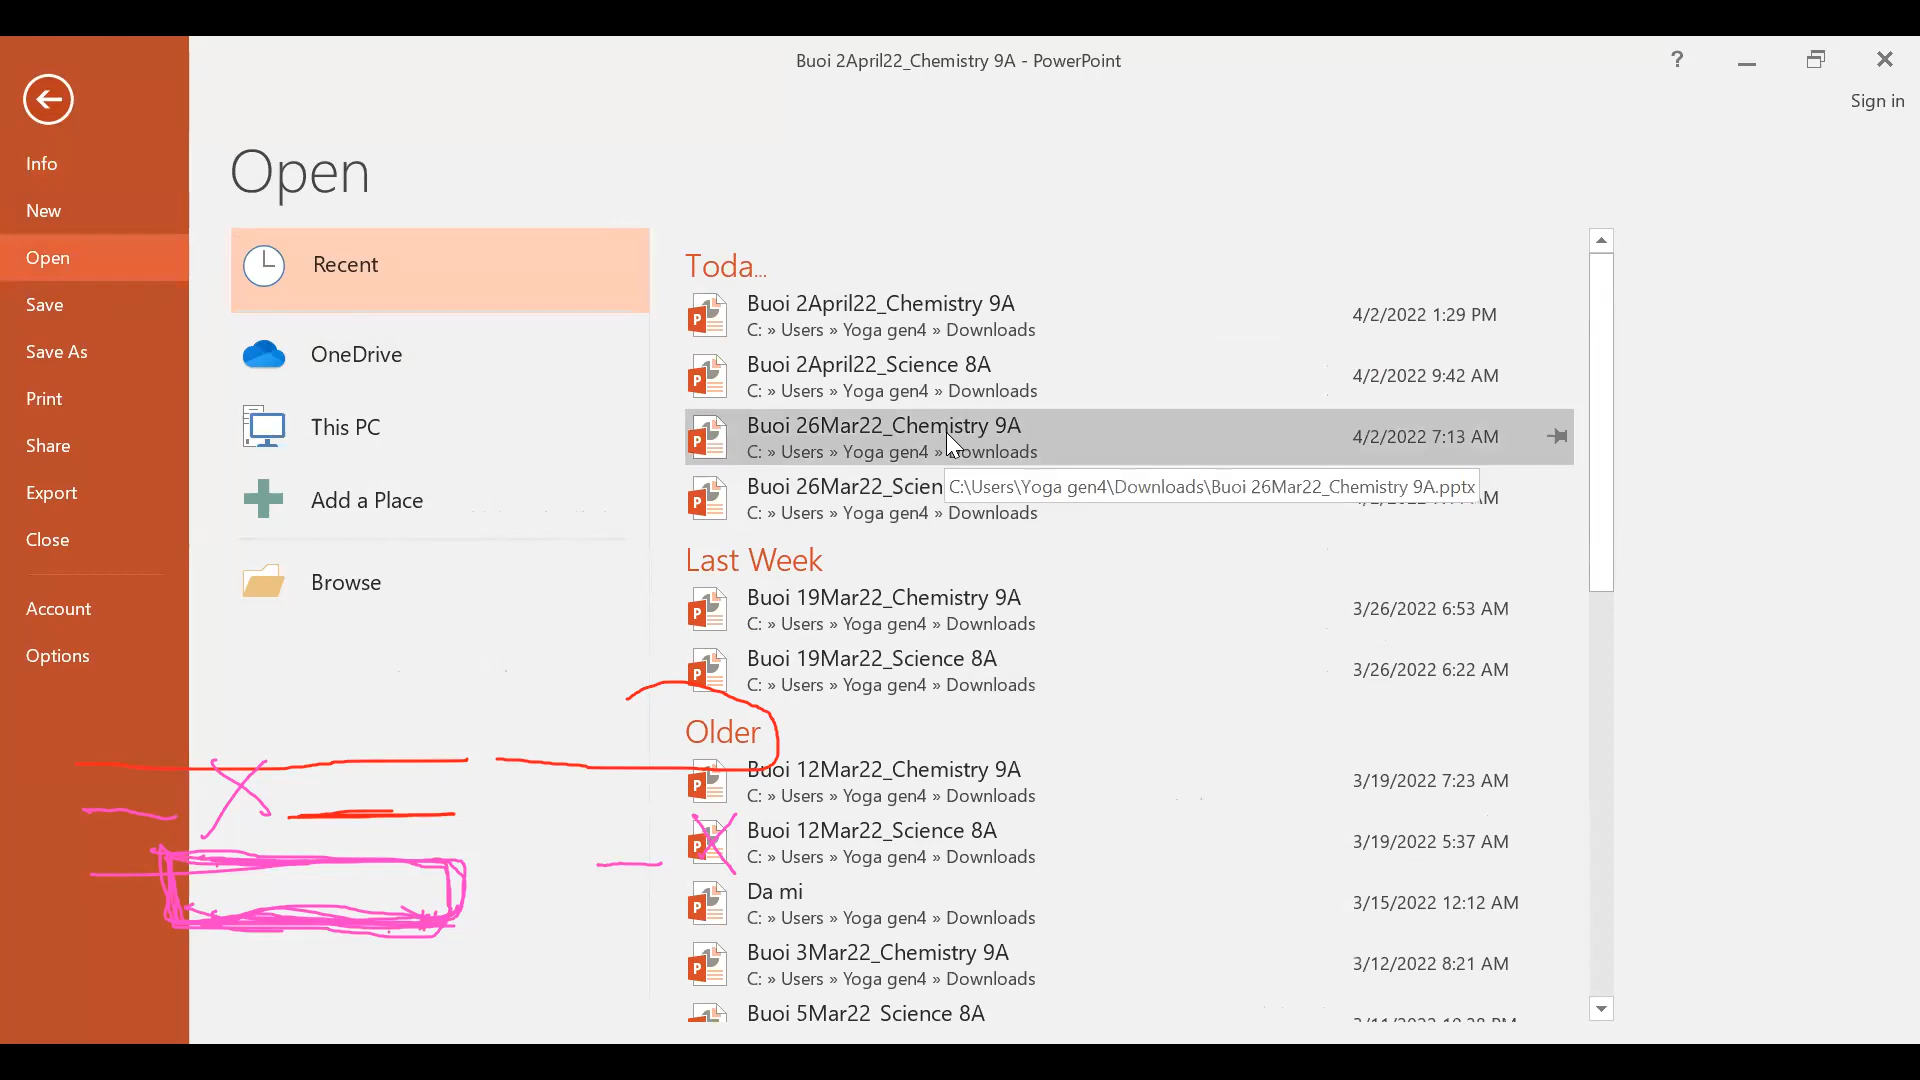 Buoi 2April22_Chemistry 9A - PowerPoint
?
Sign in
Info
New
Open
Save
Save As
Print
Share
Export
Close
Account
Options
Open
Recent
OneDrive
This PC
Add a Place
Browse
Toda...
Buoi 2April22_Chemistry 9A
C: » Users » Yoga gen4 » Downloads
4/2/2022 1:29 PM
Buoi 2April22_Science 8A
C: » Users » Yoga gen4 » Downloads
4/2/2022 9:42 AM
Buoi 26Mar22_Chemistry 9A
C: » Users » Yoga gen4 » Downloads
4/2/2022 7:13 AM
Buoi 26Mar22_Scien
C:\Users\Yoga gen4\Downloads\Buoi 26Mar22_Chemistry 9A.pptx
C: » Users » Yoga gen4 » Downloads
Last Week
Buoi 19Mar22_Chemistry 9A
C: » Users » Yoga gen4 » Downloads
3/26/2022 6:53 AM
Buoi 19Mar22_Science 8A
C: » Users » Yoga gen4 » Downloads
3/26/2022 6:22 AM
Older
Buoi 12Mar22_Chemistry 9A
C: » Users » Yoga gen4 » Downloads
3/19/2022 7:23 AM
Buoi 12Mar22_Science 8A
C: » Users » Yoga gen4 » Downloads
3/19/2022 5:37 AM
Da mi
C: » Users » Yoga gen4 » Downloads
3/15/2022 12:12 AM
Buoi 3Mar22_Chemistry 9A
C: » Users » Yoga gen4 » Downloads
3/12/2022 8:21 AM
Buoi 5Mar22_Science 8A